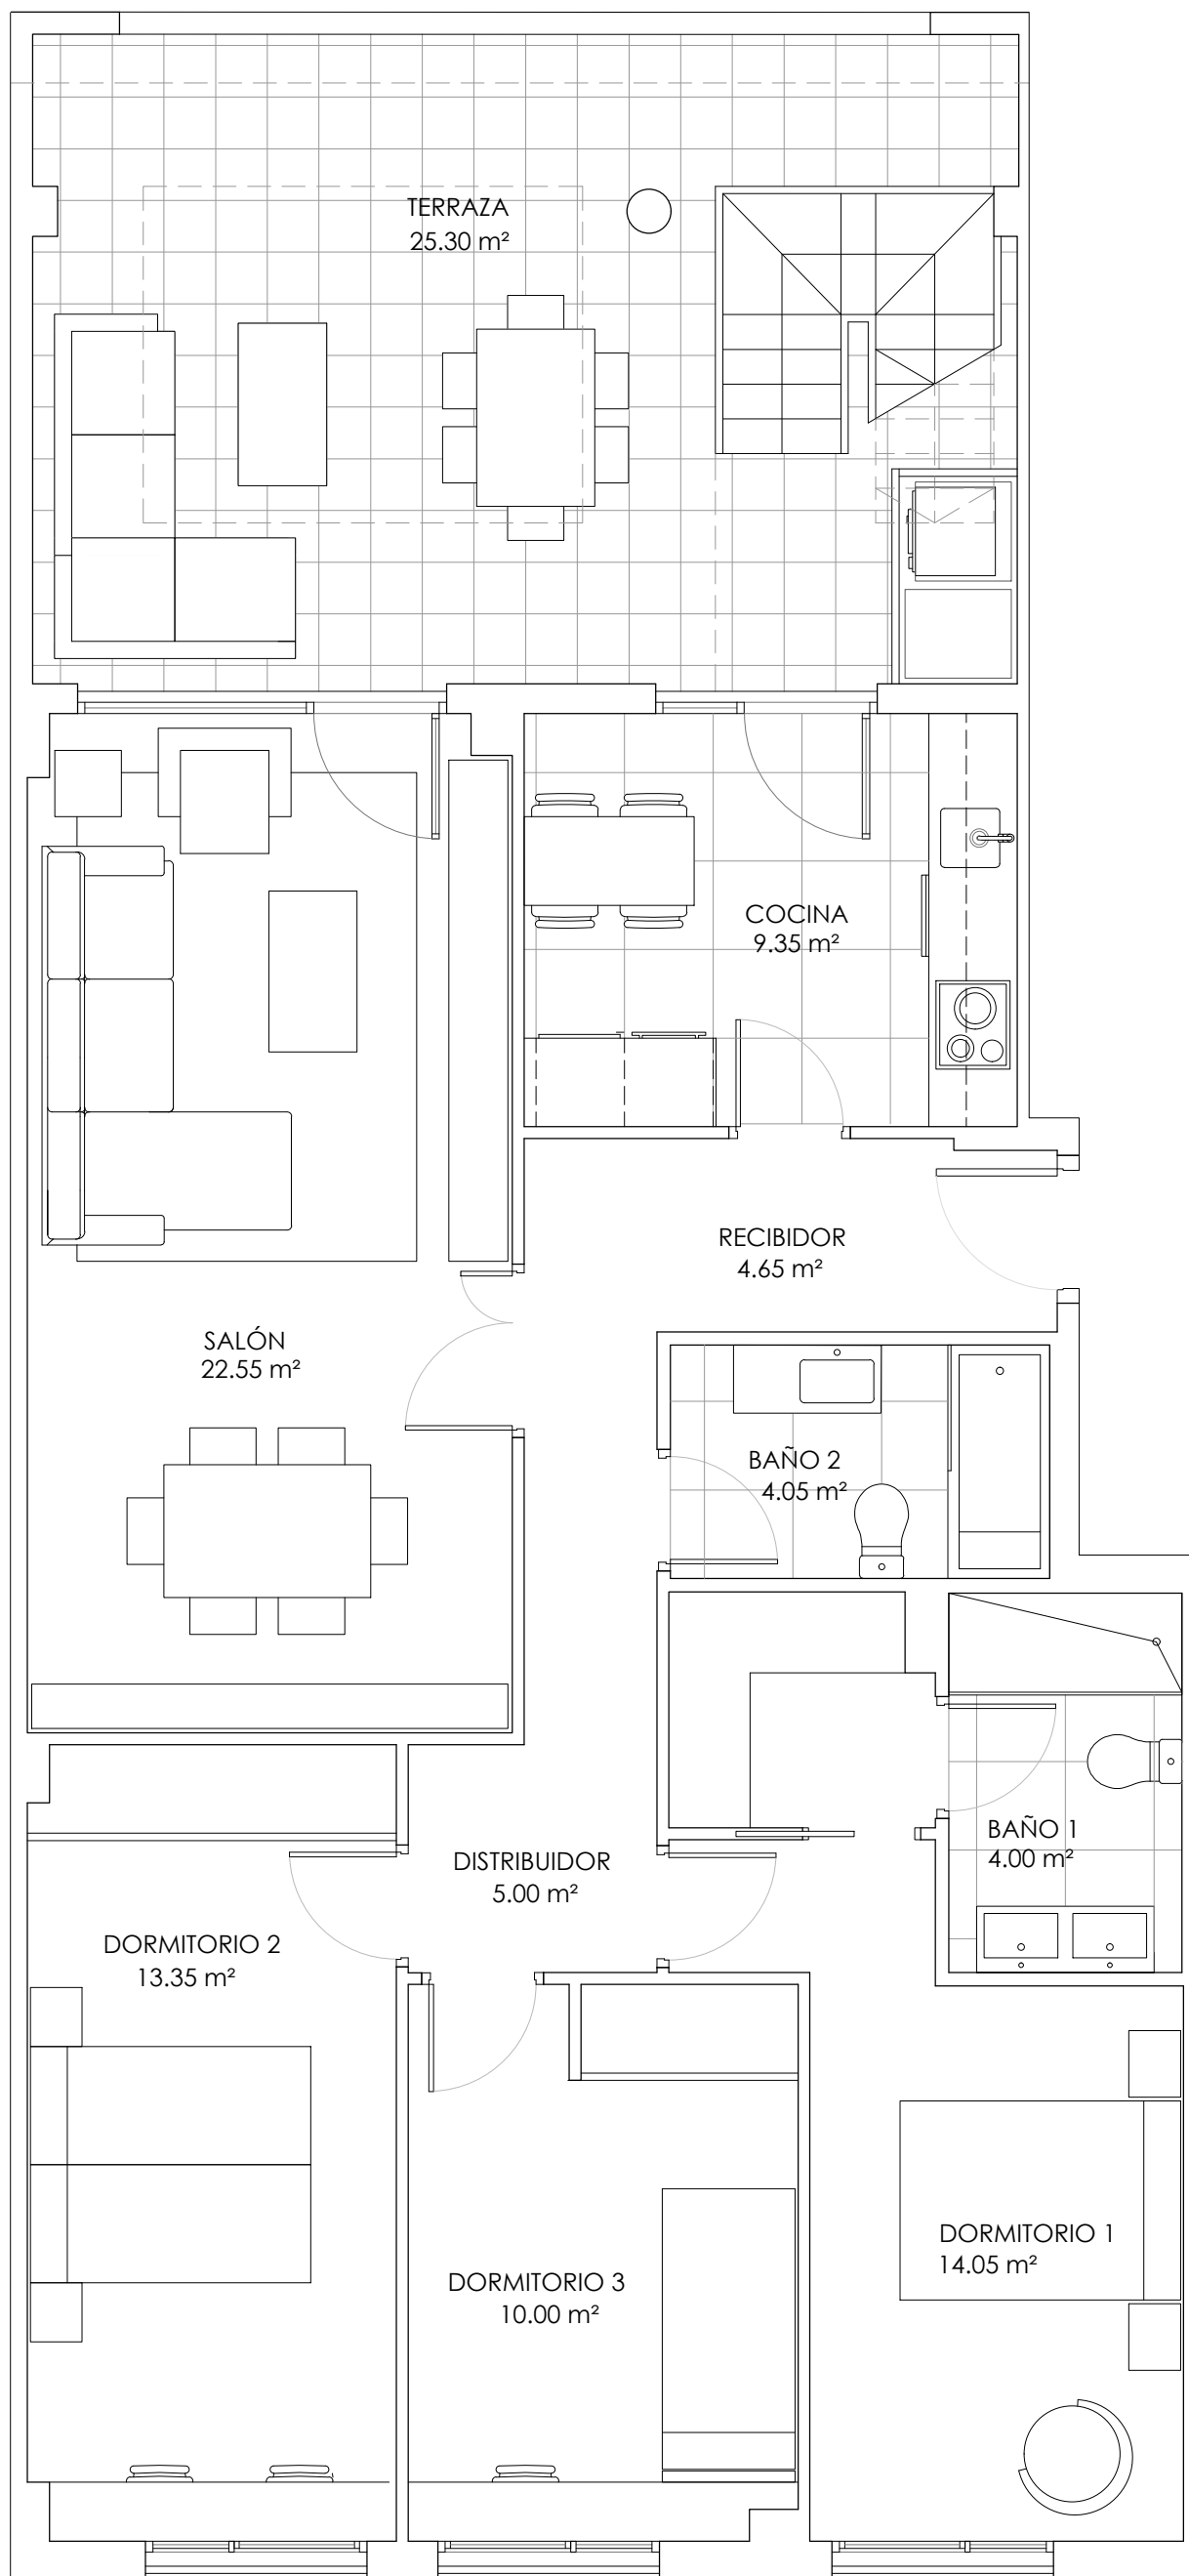 TERRAZA
25.30 m²
COCINA
9.35 m²
RECIBIDOR
4.65 m²
SALÓN
22.55 m²
BAÑO 2
4.05 m²
BAÑO 1
4.00 m²
DISTRIBUIDOR
5.00 m²
DORMITORIO 2
13.35 m²
DORMITORIO 1
14.05 m²
DORMITORIO 3
10.00 m²